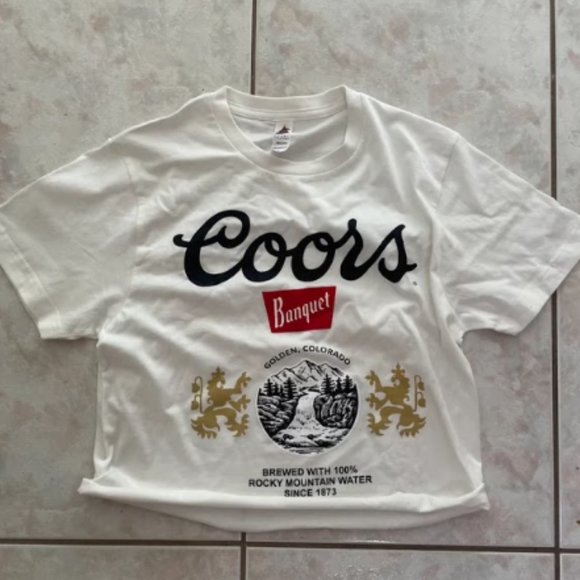 Coors
Banquet
GOLDEN, COLORADO
BREWED WITH 100%
ROCKY MOUNTAIN WATER
SINCE 1873